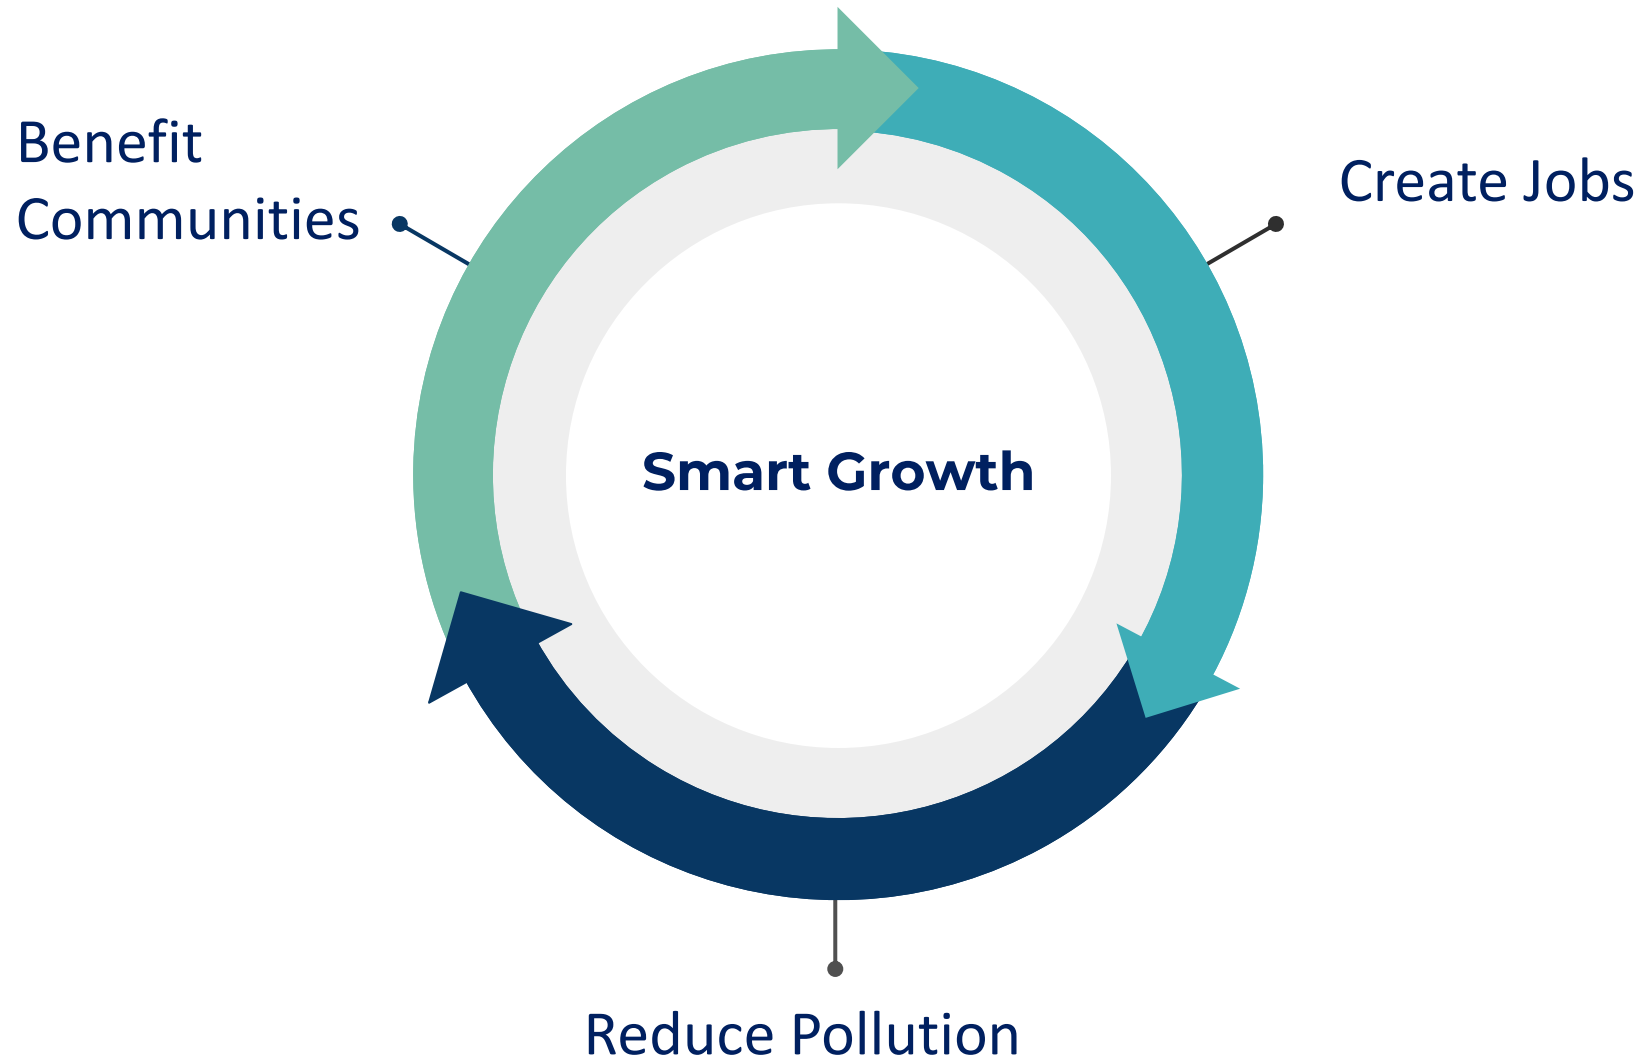 Benefit
Communities
Create Jobs
Smart Growth
Reduce Pollution